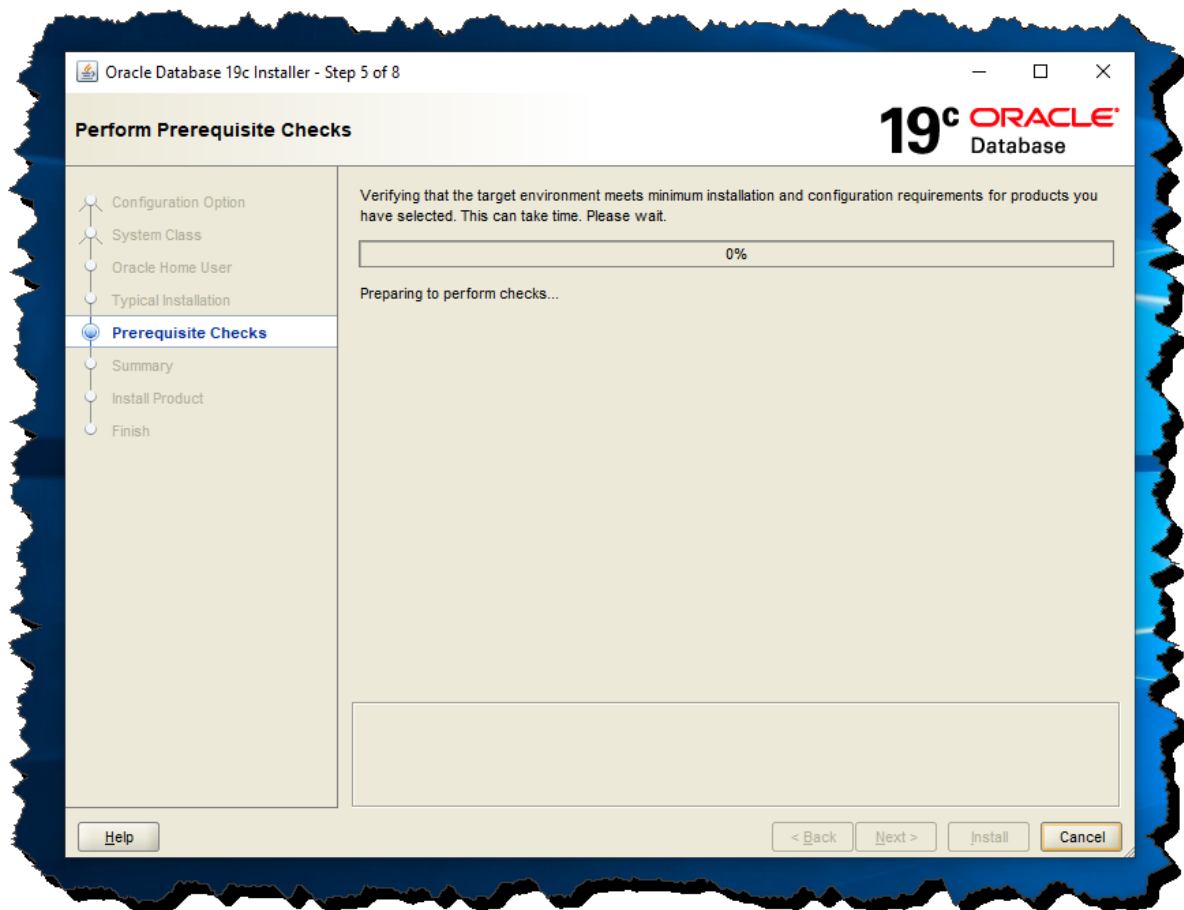 Oracle Database 19c Installer - Step 5 of 8
Perform Prerequisite Checks
19c ORACLE
Database
Configuration Option
System Class
Oracle Home User
Typical Installation
Prerequisite Checks
Summary
Install Product
Finish
Verifying that the target environment meets minimum installation and configuration requirements for products you
have selected. This can take time. Please wait.
0%
Preparing to perform checks...
Help
< Back
Next >
Install
Cancel